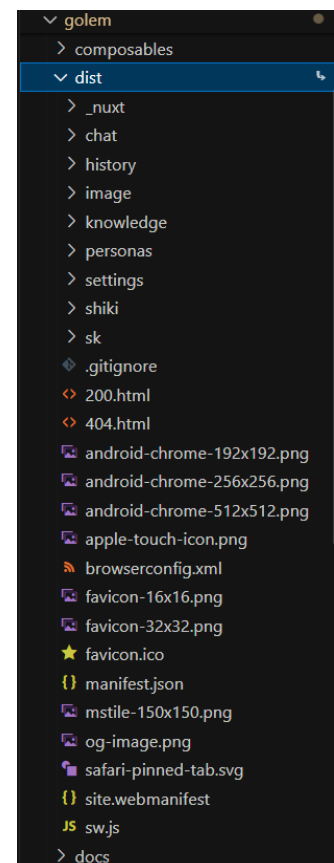 golem
composables
dist
_nuxt
chat
history
image
knowledge
personas
settings
shiki
sk
.gitignore
200.html
404.html
android-chrome-192x192.png
android-chrome-256x256.png
android-chrome-512x512.png
apple-touch-icon.png
browserconfig.xml
favicon-16x16.png
favicon-32x32.png
favicon.ico
{} manifest.json
mstile-150x150.png
og-image.png
safari-pinned-tab.svg
{} site.webmanifest
JS sw.js
docs